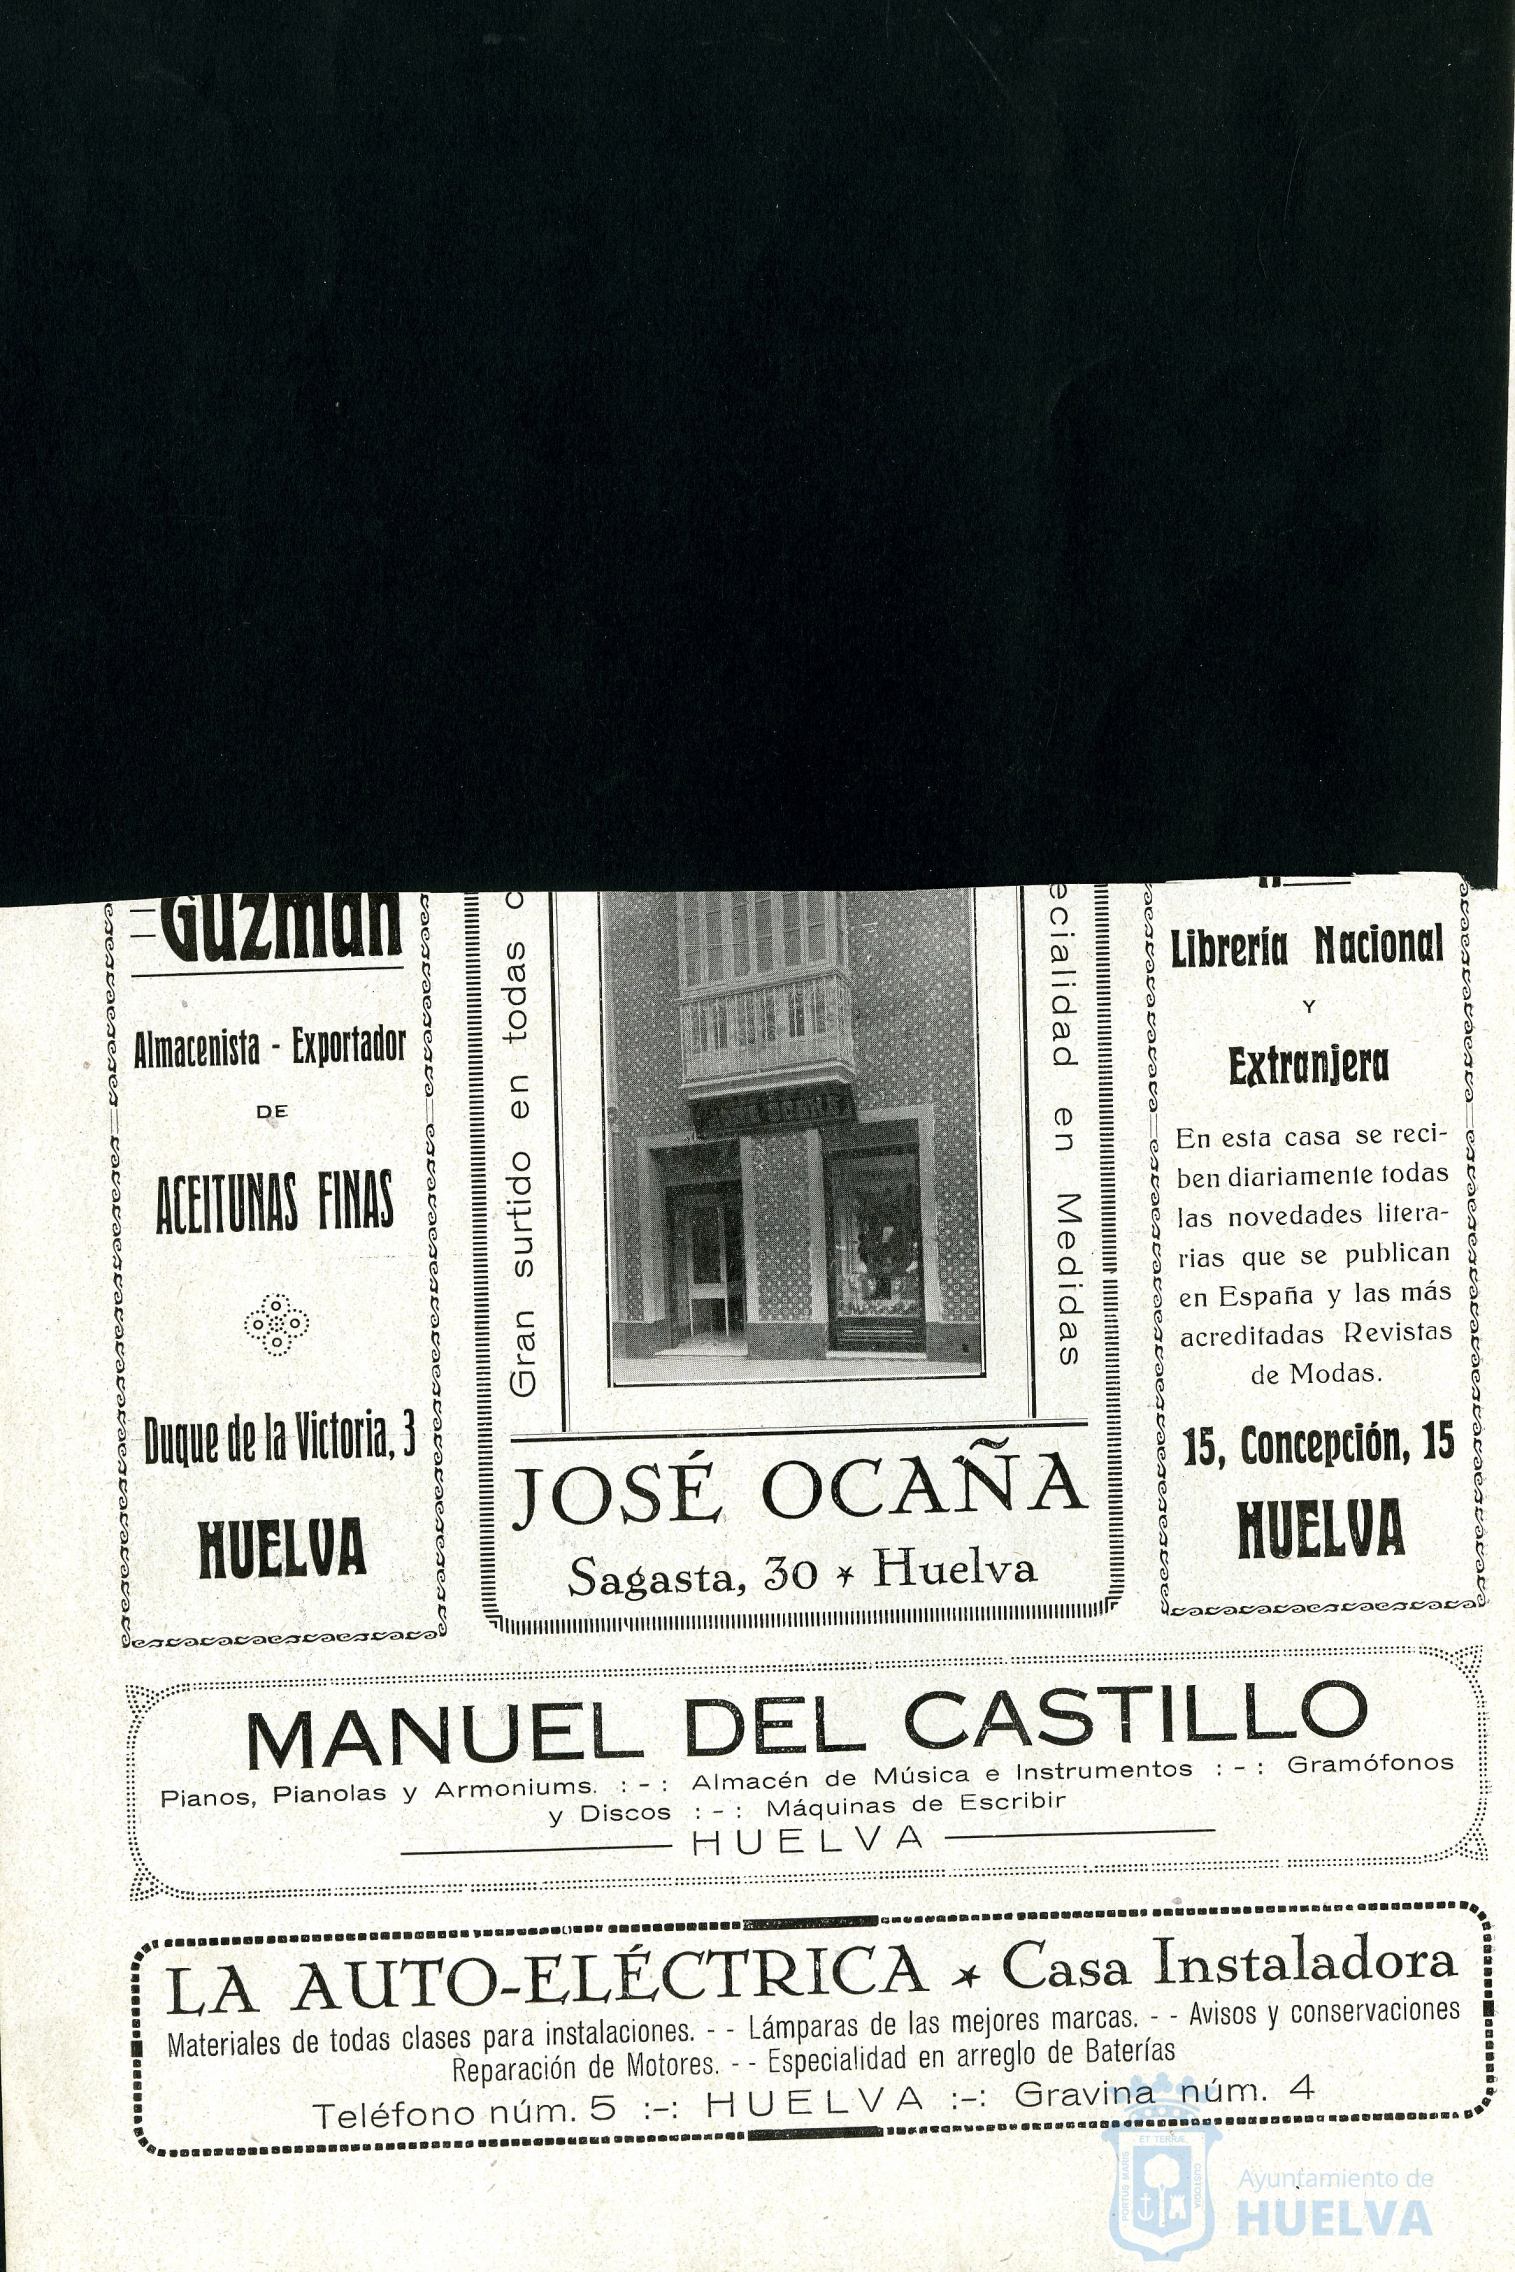 Guzmán
Almacenista - Exportador
DE
ACEITUNAS FINAS
Duque de la Victoria, 3
HUELVA
Gran surtido en todas
en Medidas
JOSÉ OCAÑA
Sagasta, 30 * Huelva
Librería Nacional
Y
Extranjera
En esta casa se reci-
ben diariamente todas
las novedades litera-
rias que se publican
en España y las más
acreditadas Revistas
de Modas.
15, Concepción, 15
HUELVA
MANUEL DEL CASTILLO
Pianos, Pianolas y Armoniums. :-: Almacén de Música e Instrumentos :-: Gramófonos
y Discos :-: Máquinas de Escribir
HUELVA
LA AUTO-ELÉCTRICA * Casa Instaladora
Materiales de todas clases para instalaciones. - - Lámparas de las mejores marcas. - - Avisos y conservaciones
Reparación de Motores. - - Especialidad en arreglo de Baterías
Teléfono núm. 5 :-: HUELVA :-: Gravina núm. 4
PORTUS MARIS
ET TERRÆ
CUSTODIA
Ayuntamiento de
HUELVA